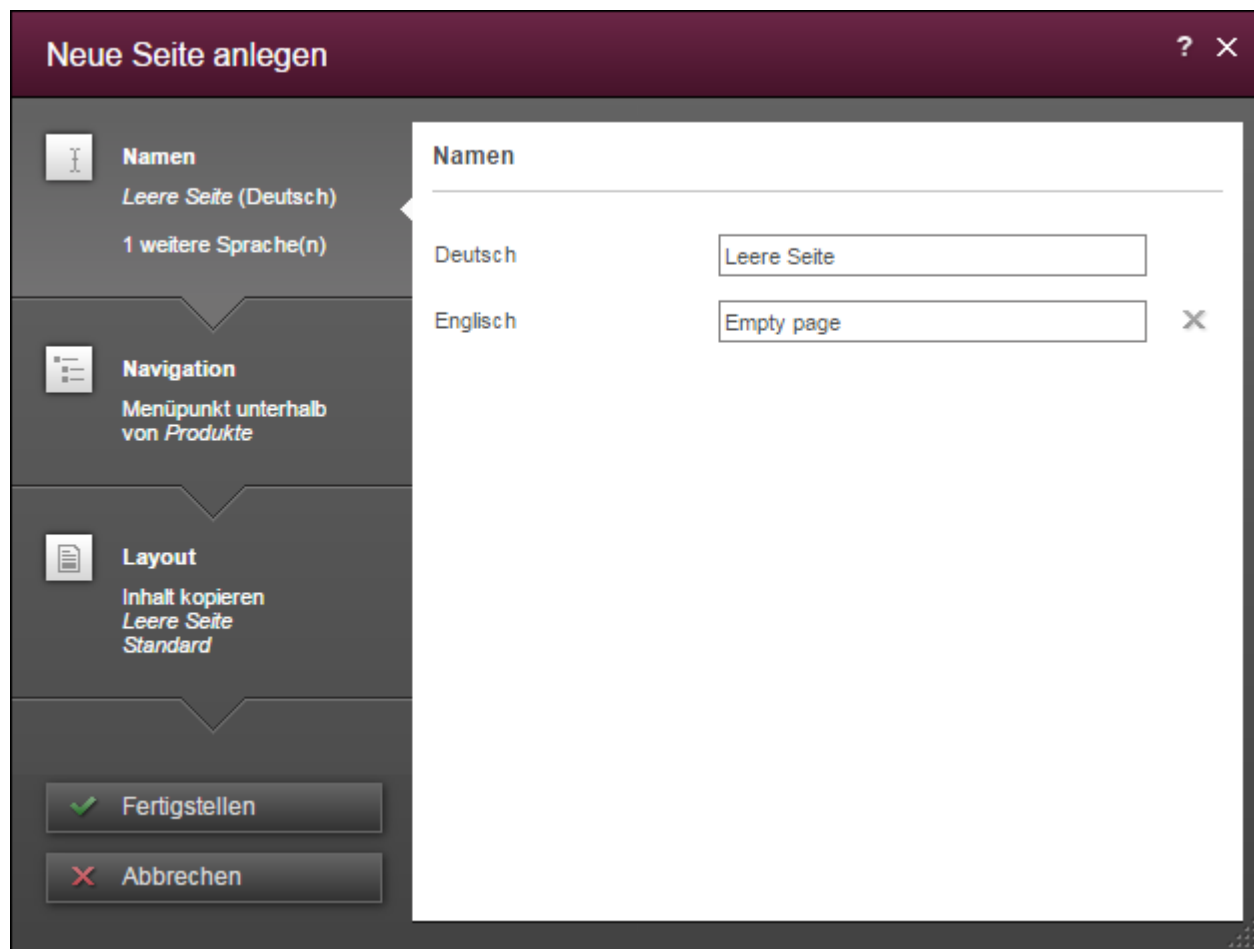 Neue Seite anlegen
?
Namen
Leere Seite (Deutsch)
1 weitere Sprache(n)
Navigation
Menüpunkt unterhalb
von Produkte
Layout
Inhalt kopieren
Leere Seite
Standard
Fertigstellen
Abbrechen
Namen
Deutsch
Leere Seite
Englisch
Empty page